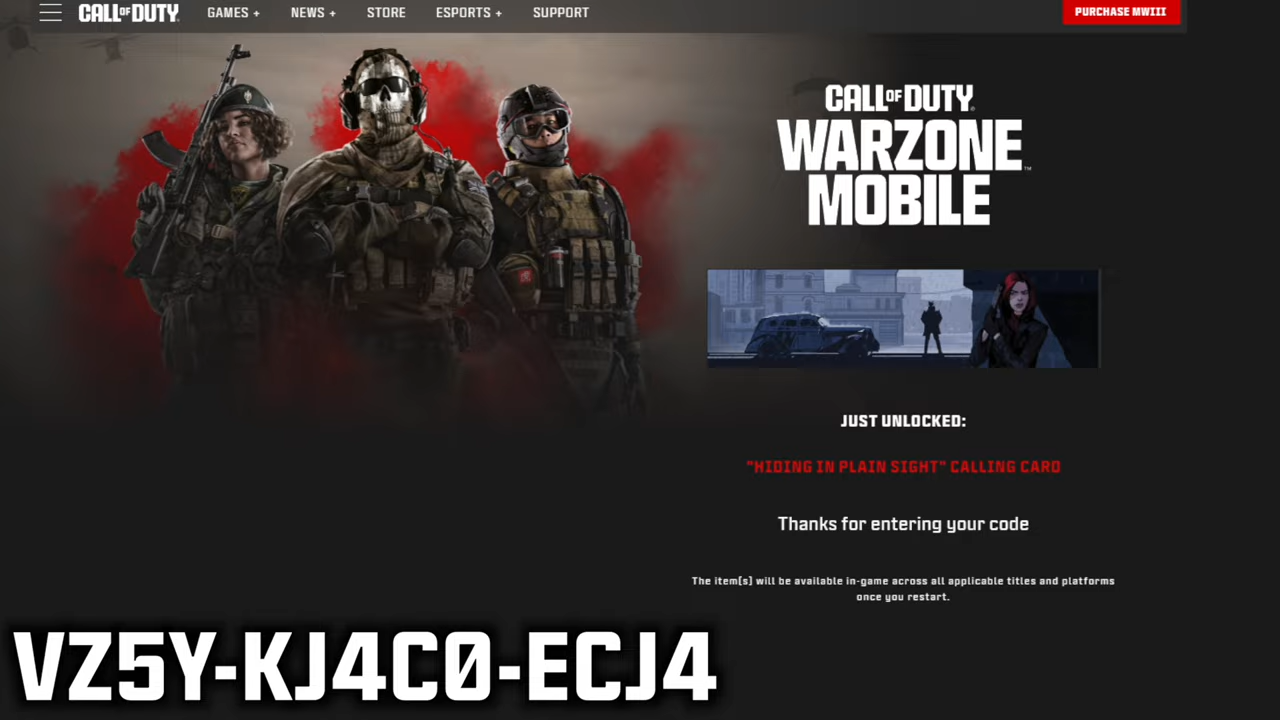 CALL OF DUTY
GAMES +
NEWS +
STORE
ESPORTS +
SUPPORT
PURCHASE MWIII
CALL OF DUTY
WARZONE™
MOBILE
JUST UNLOCKED:
"HIDING IN PLAIN SIGHT" CALLING CARD
Thanks for entering your code
The item(s) will be available in-game across all applicable titles and platforms
once you restart.
VZ5Y-KJ4C0-ECJ4